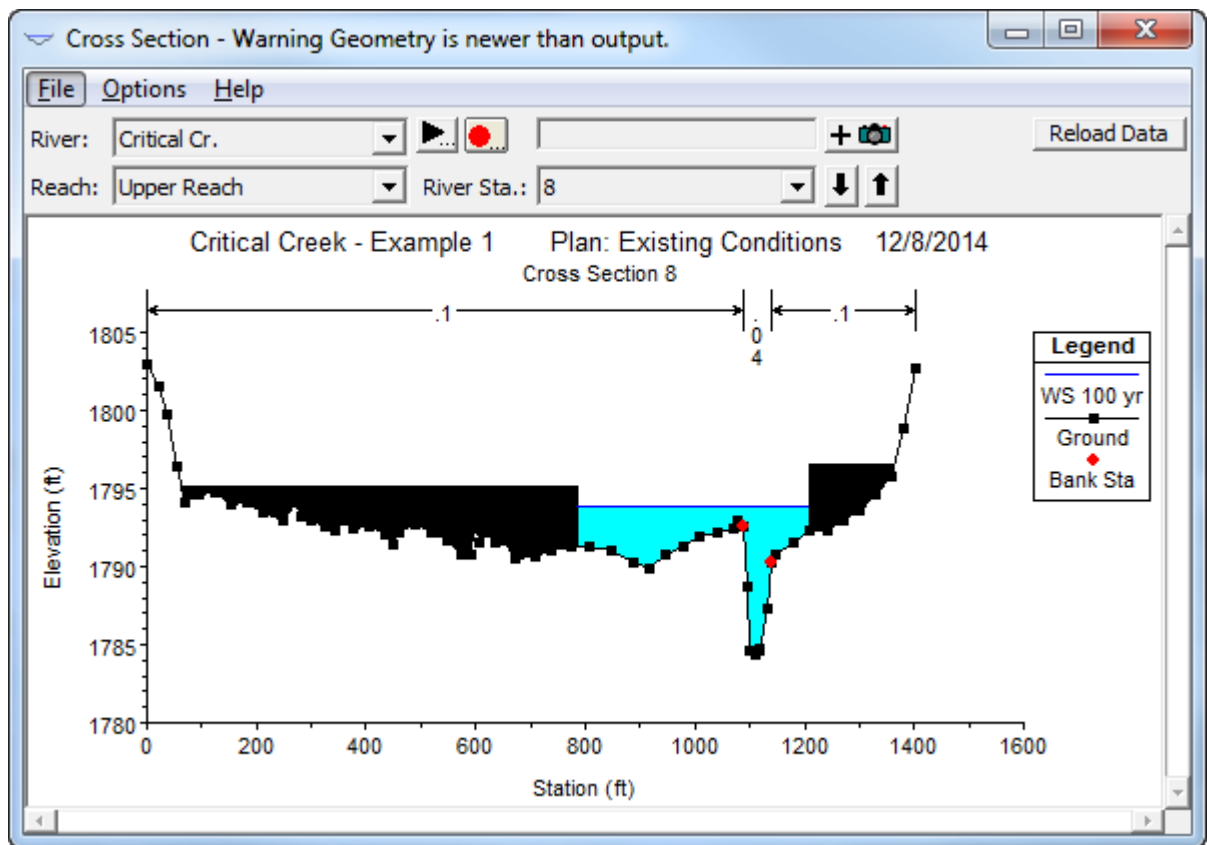 Cross Section - Warning Geometry is newer than output.
File Options Help
River: Critical Cr. ... ... Reload Data
Reach: Upper Reach River Sta.: 8
Critical Creek - Example 1 Plan: Existing Conditions 12/8/2014
Cross Section 8
.1 .04 .1
1805
1800
1795
1790
1785
1780
Elevation (ft)
0 200 400 600 800 1000 1200 1400 1600
Station (ft)
Legend
WS 100 yr
Ground
Bank Sta